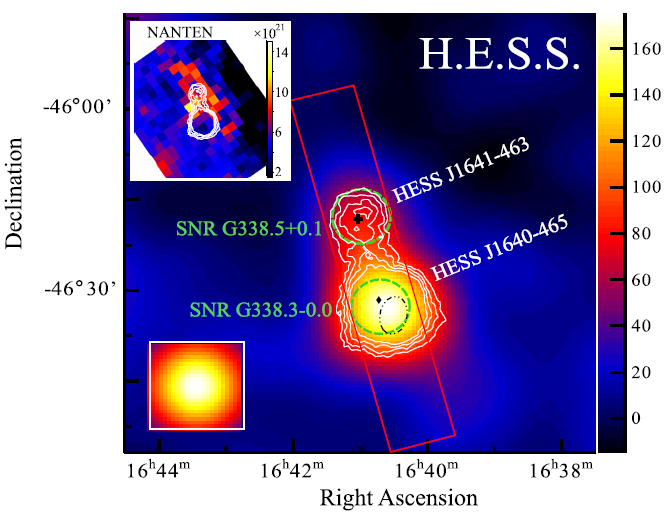 NANTEN
×10²¹
14
10
6
2
H.E.S.S.
160
140
120
100
80
60
40
20
0
-46°00′
-46°30′
Declination
HESS J1641-463
SNR G338.5+0.1
HESS J1640-465
SNR G338.3-0.0
16ʰ44ᵐ 16ʰ42ᵐ 16ʰ40ᵐ 16ʰ38ᵐ
Right Ascension